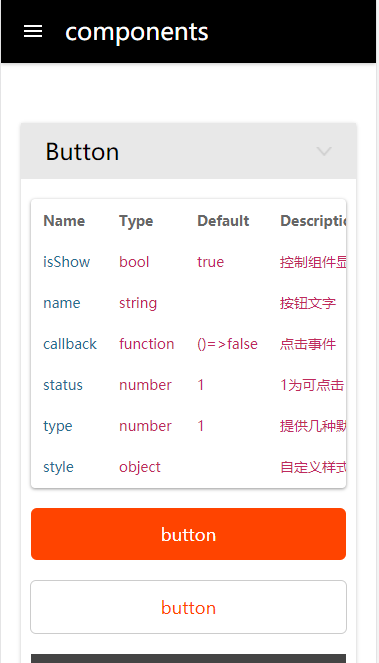 components
Button
Name Type Default Descriptic
isShow bool true 控制组件显
name string 按钮文字
callback function ()=>false 点击事件
status number 1 1为可点击
type number 1 提供几种默
style object 自定义样式
button
button